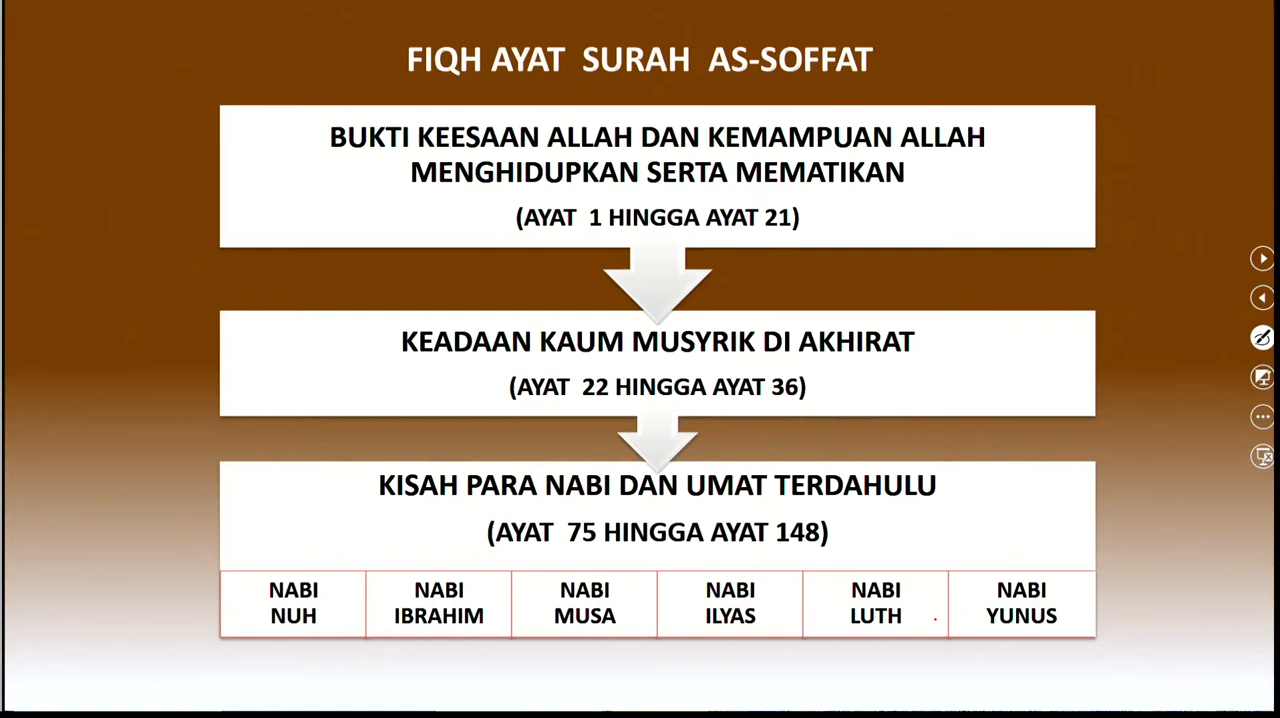 FIQH AYAT SURAH AS-SOFFAT
BUKTI KEESAAN ALLAH DAN KEMAMPUAN ALLAH
MENGHIDUPKAN SERTA MEMATIKAN
(AYAT 1 HINGGA AYAT 21)
KEADAAN KAUM MUSYRIK DI AKHIRAT
(AYAT 22 HINGGA AYAT 36)
KISAH PARA NABI DAN UMAT TERDAHULU
(AYAT 75 HINGGA AYAT 148)
NABI
NUH
NABI
IBRAHIM
NABI
MUSA
NABI
ILYAS
NABI
LUTH
NABI
YUNUS